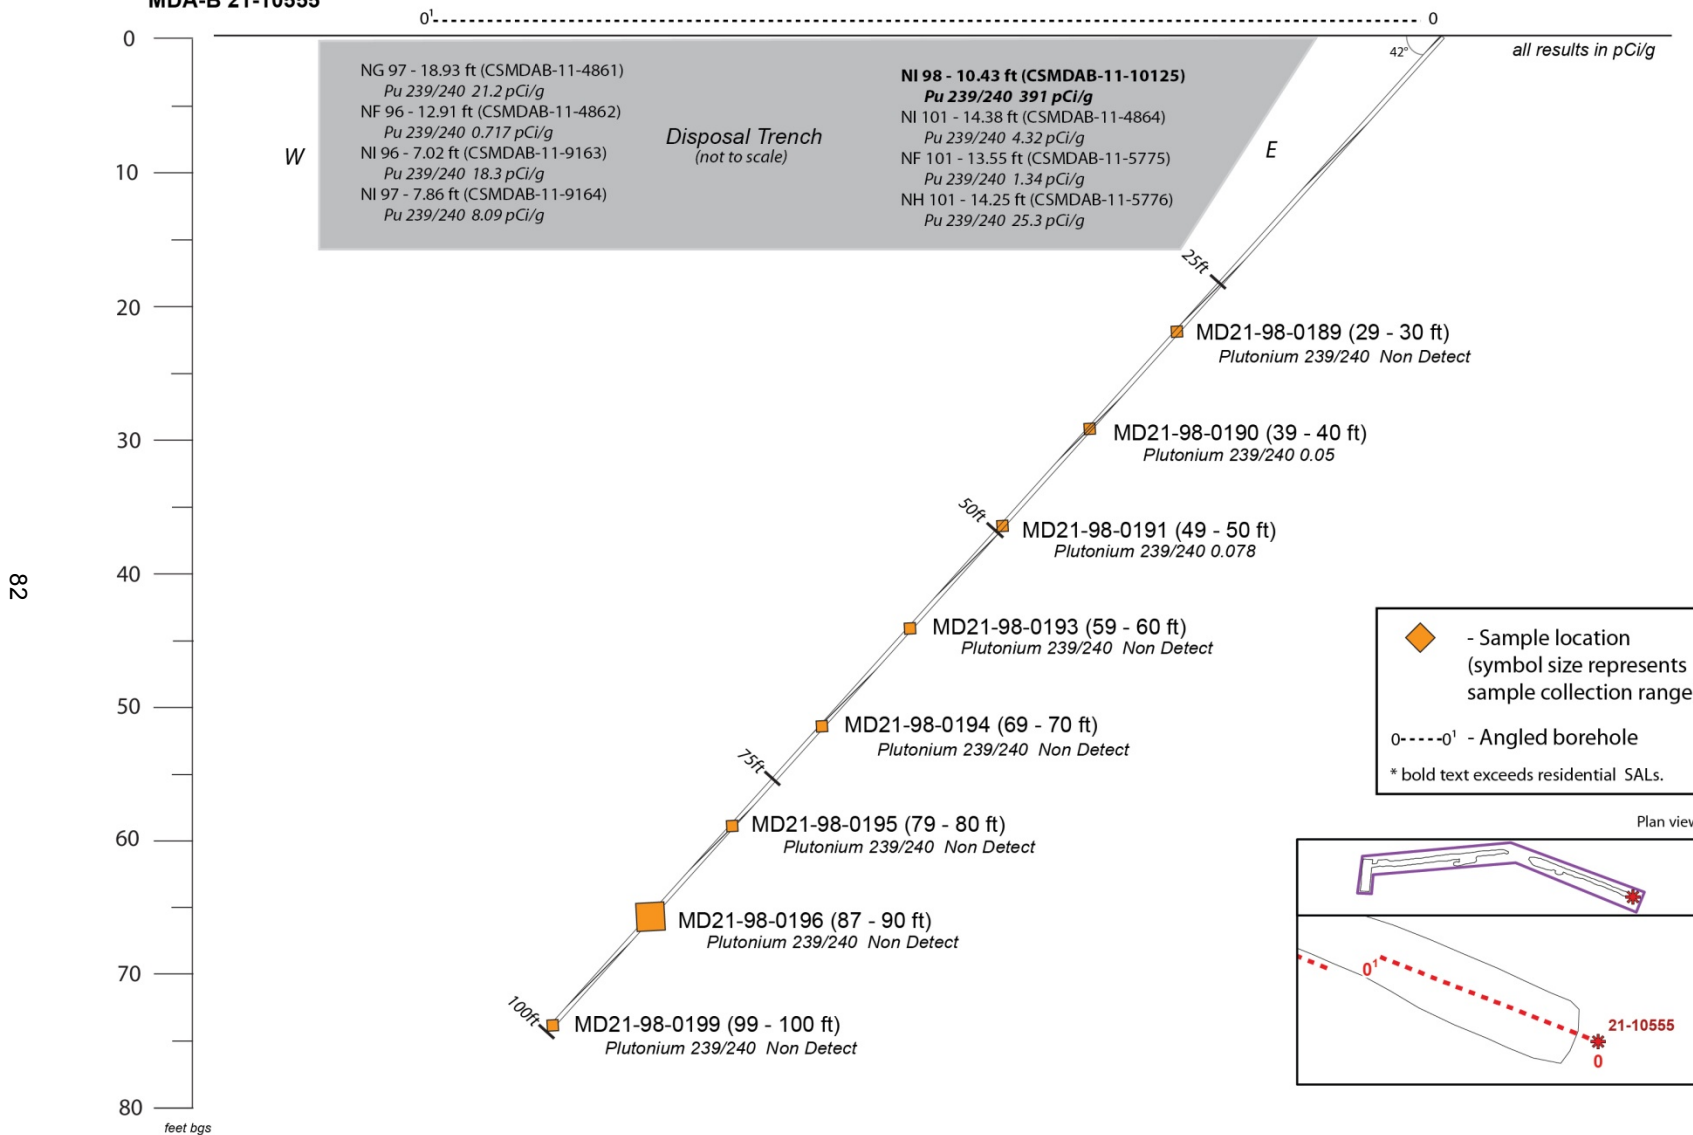 MDA-B 21-10555
0¹ 0
all results in pCi/g
42°
0
10
20
30
40
50
60
70
80
feet bgs
82
W
NG 97 - 18.93 ft (CSMDAB-11-4861)
Pu 239/240 21.2 pCi/g
NF 96 - 12.91 ft (CSMDAB-11-4862)
Pu 239/240 0.717 pCi/g
NI 96 - 7.02 ft (CSMDAB-11-9163)
Pu 239/240 18.3 pCi/g
NI 97 - 7.86 ft (CSMDAB-11-9164)
Pu 239/240 8.09 pCi/g
Disposal Trench
(not to scale)
NI 98 - 10.43 ft (CSMDAB-11-10125)
Pu 239/240 391 pCi/g
NI 101 - 14.38 ft (CSMDAB-11-4864)
Pu 239/240 4.32 pCi/g
NF 101 - 13.55 ft (CSMDAB-11-5775)
Pu 239/240 1.34 pCi/g
NH 101 - 14.25 ft (CSMDAB-11-5776)
Pu 239/240 25.3 pCi/g
E
25ft
MD21-98-0189 (29 - 30 ft)
Plutonium 239/240 Non Detect
MD21-98-0190 (39 - 40 ft)
Plutonium 239/240 0.05
50ft
MD21-98-0191 (49 - 50 ft)
Plutonium 239/240 0.078
MD21-98-0193 (59 - 60 ft)
Plutonium 239/240 Non Detect
MD21-98-0194 (69 - 70 ft)
Plutonium 239/240 Non Detect
75ft
MD21-98-0195 (79 - 80 ft)
Plutonium 239/240 Non Detect
MD21-98-0196 (87 - 90 ft)
Plutonium 239/240 Non Detect
100ft
MD21-98-0199 (99 - 100 ft)
Plutonium 239/240 Non Detect
- Sample location
(symbol size represents
sample collection range
0-----0¹ - Angled borehole
* bold text exceeds residential SALs.
Plan view
0¹
21-10555
0